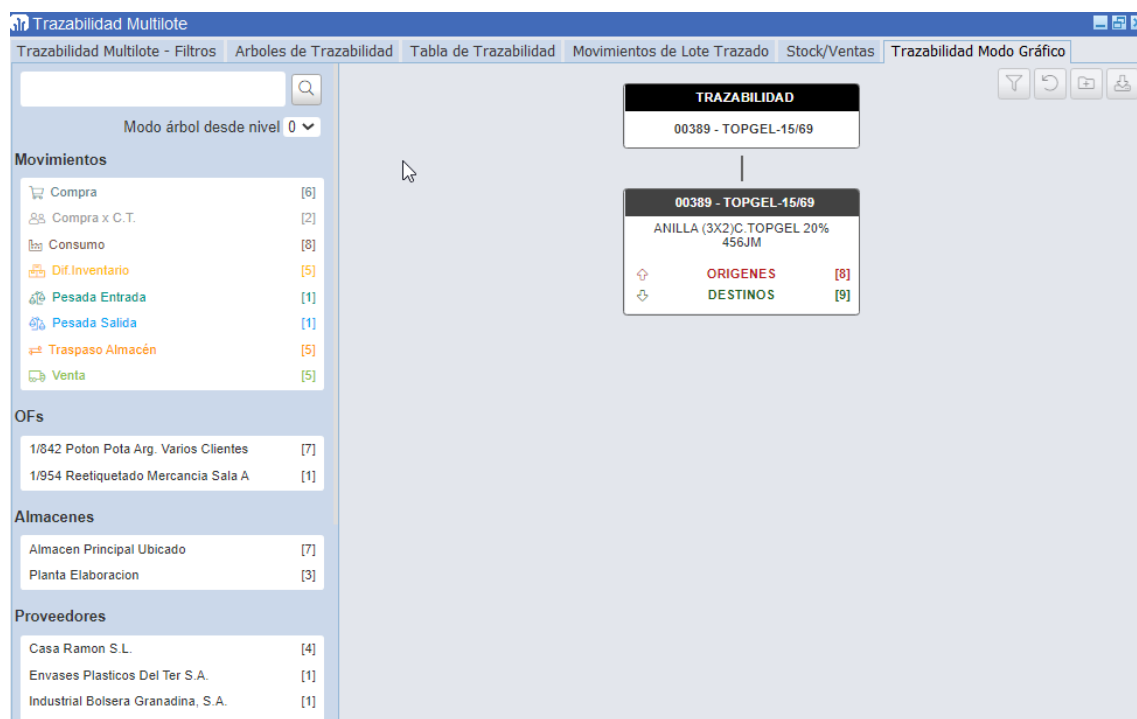 Trazabilidad Multilote
Trazabilidad Multilote - Filtros Arboles de Trazabilidad Tabla de Trazabilidad Movimientos de Lote Trazado Stock/Ventas Trazabilidad Modo Gráfico
Modo árbol desde nivel 0
Movimientos
Compra [6]
Compra x C.T. [2]
Consumo [8]
Dif.Inventario [5]
Pesada Entrada [1]
Pesada Salida [1]
Traspaso Almacén [5]
Venta [5]
OFs
1/842 Poton Pota Arg. Varios Clientes [7]
1/954 Reetiquetado Mercancia Sala A [1]
Almacenes
Almacen Principal Ubicado [7]
Planta Elaboracion [3]
Proveedores
Casa Ramon S.L. [4]
Envases Plasticos Del Ter S.A. [1]
Industrial Bolsera Granadina, S.A. [1]
TRAZABILIDAD
00389 - TOPGEL-15/69
00389 - TOPGEL-15/69
ANILLA (3X2)C.TOPGEL 20%
456JM
ORIGENES [8]
DESTINOS [9]